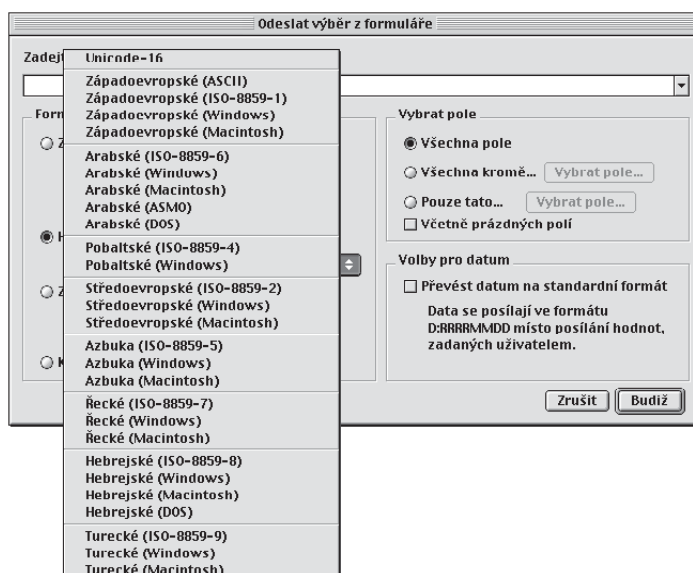 Odeslat výběr z formuláře
Zadejt
Unicode-16
Západoevropské (ASCII)
Západoevropské (ISO-8859-1)
Západoevropské (Windows)
Západoevropské (Macintosh)
Arabské (ISO-8859-6)
Arabské (Windows)
Arabské (Macintosh)
Arabské (ASMO)
Arabské (DOS)
Pobaltské (ISO-8859-4)
Pobaltské (Windows)
Středoevropské (ISO-8859-2)
Středoevropské (Windows)
Středoevropské (Macintosh)
Azbuka (ISO-8859-5)
Azbuka (Windows)
Azbuka (Macintosh)
Řecké (ISO-8859-7)
Řecké (Windows)
Řecké (Macintosh)
Hebrejské (ISO-8859-8)
Hebrejské (Windows)
Hebrejské (Macintosh)
Hebrejské (DOS)
Turecké (ISO-8859-9)
Turecké (Windows)
Turecké (Macintosh)
Form
Z
H
Z
K
Vybrat pole
Všechna pole
Všechna kromě... Vybrat pole...
Pouze tato... Vybrat pole...
Včetně prázdných polí
Volby pro datum
Převést datum na standardní formát
Data se posílají ve formátu
D:RRRRMMDD místo posílání hodnot,
zadaných uživatelem.
Zrušit Budiž